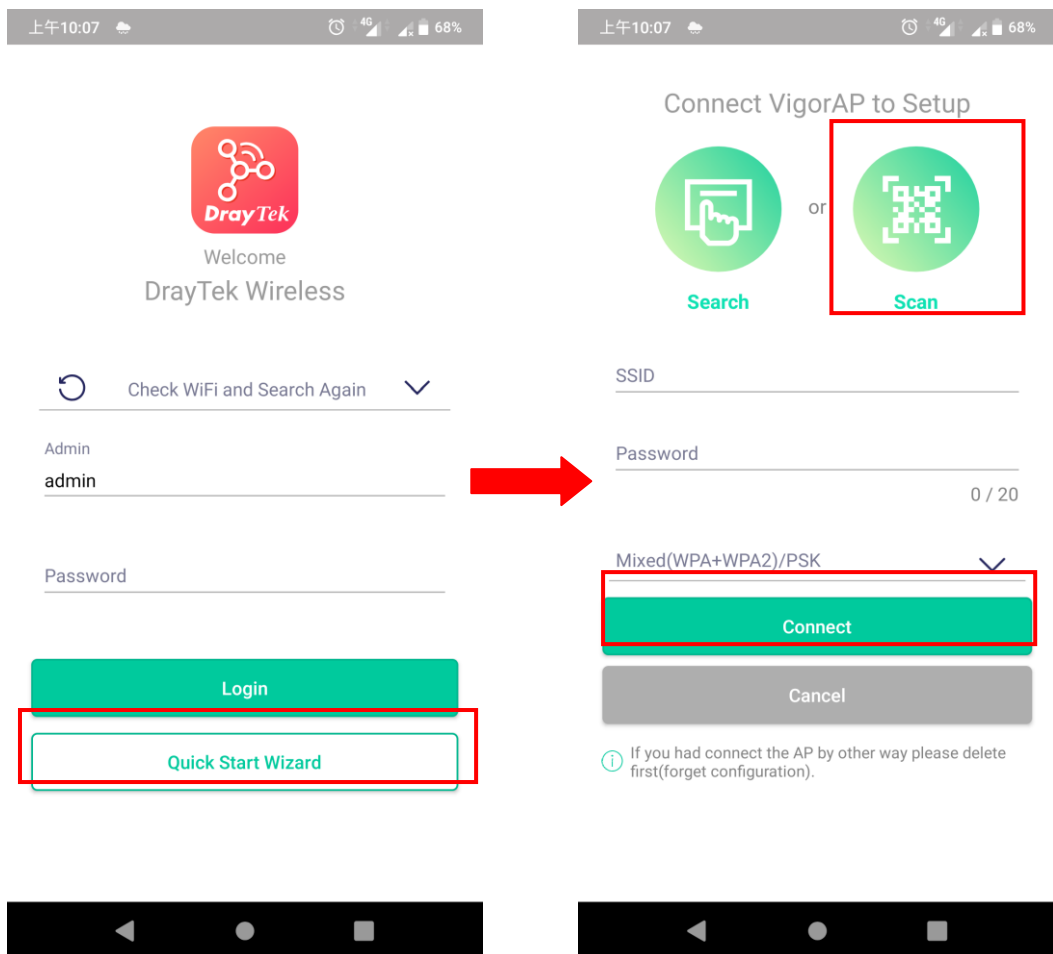 上午10:07
4G
68%
DrayTek
Welcome
DrayTek Wireless
Check WiFi and Search Again
Admin
admin
Password
Login
Quick Start Wizard
上午10:07
4G
68%
Connect VigorAP to Setup
or
Search
Scan
SSID
Password
0 / 20
Mixed(WPA+WPA2)/PSK
Connect
Cancel
If you had connect the AP by other way please delete
first(forget configuration).